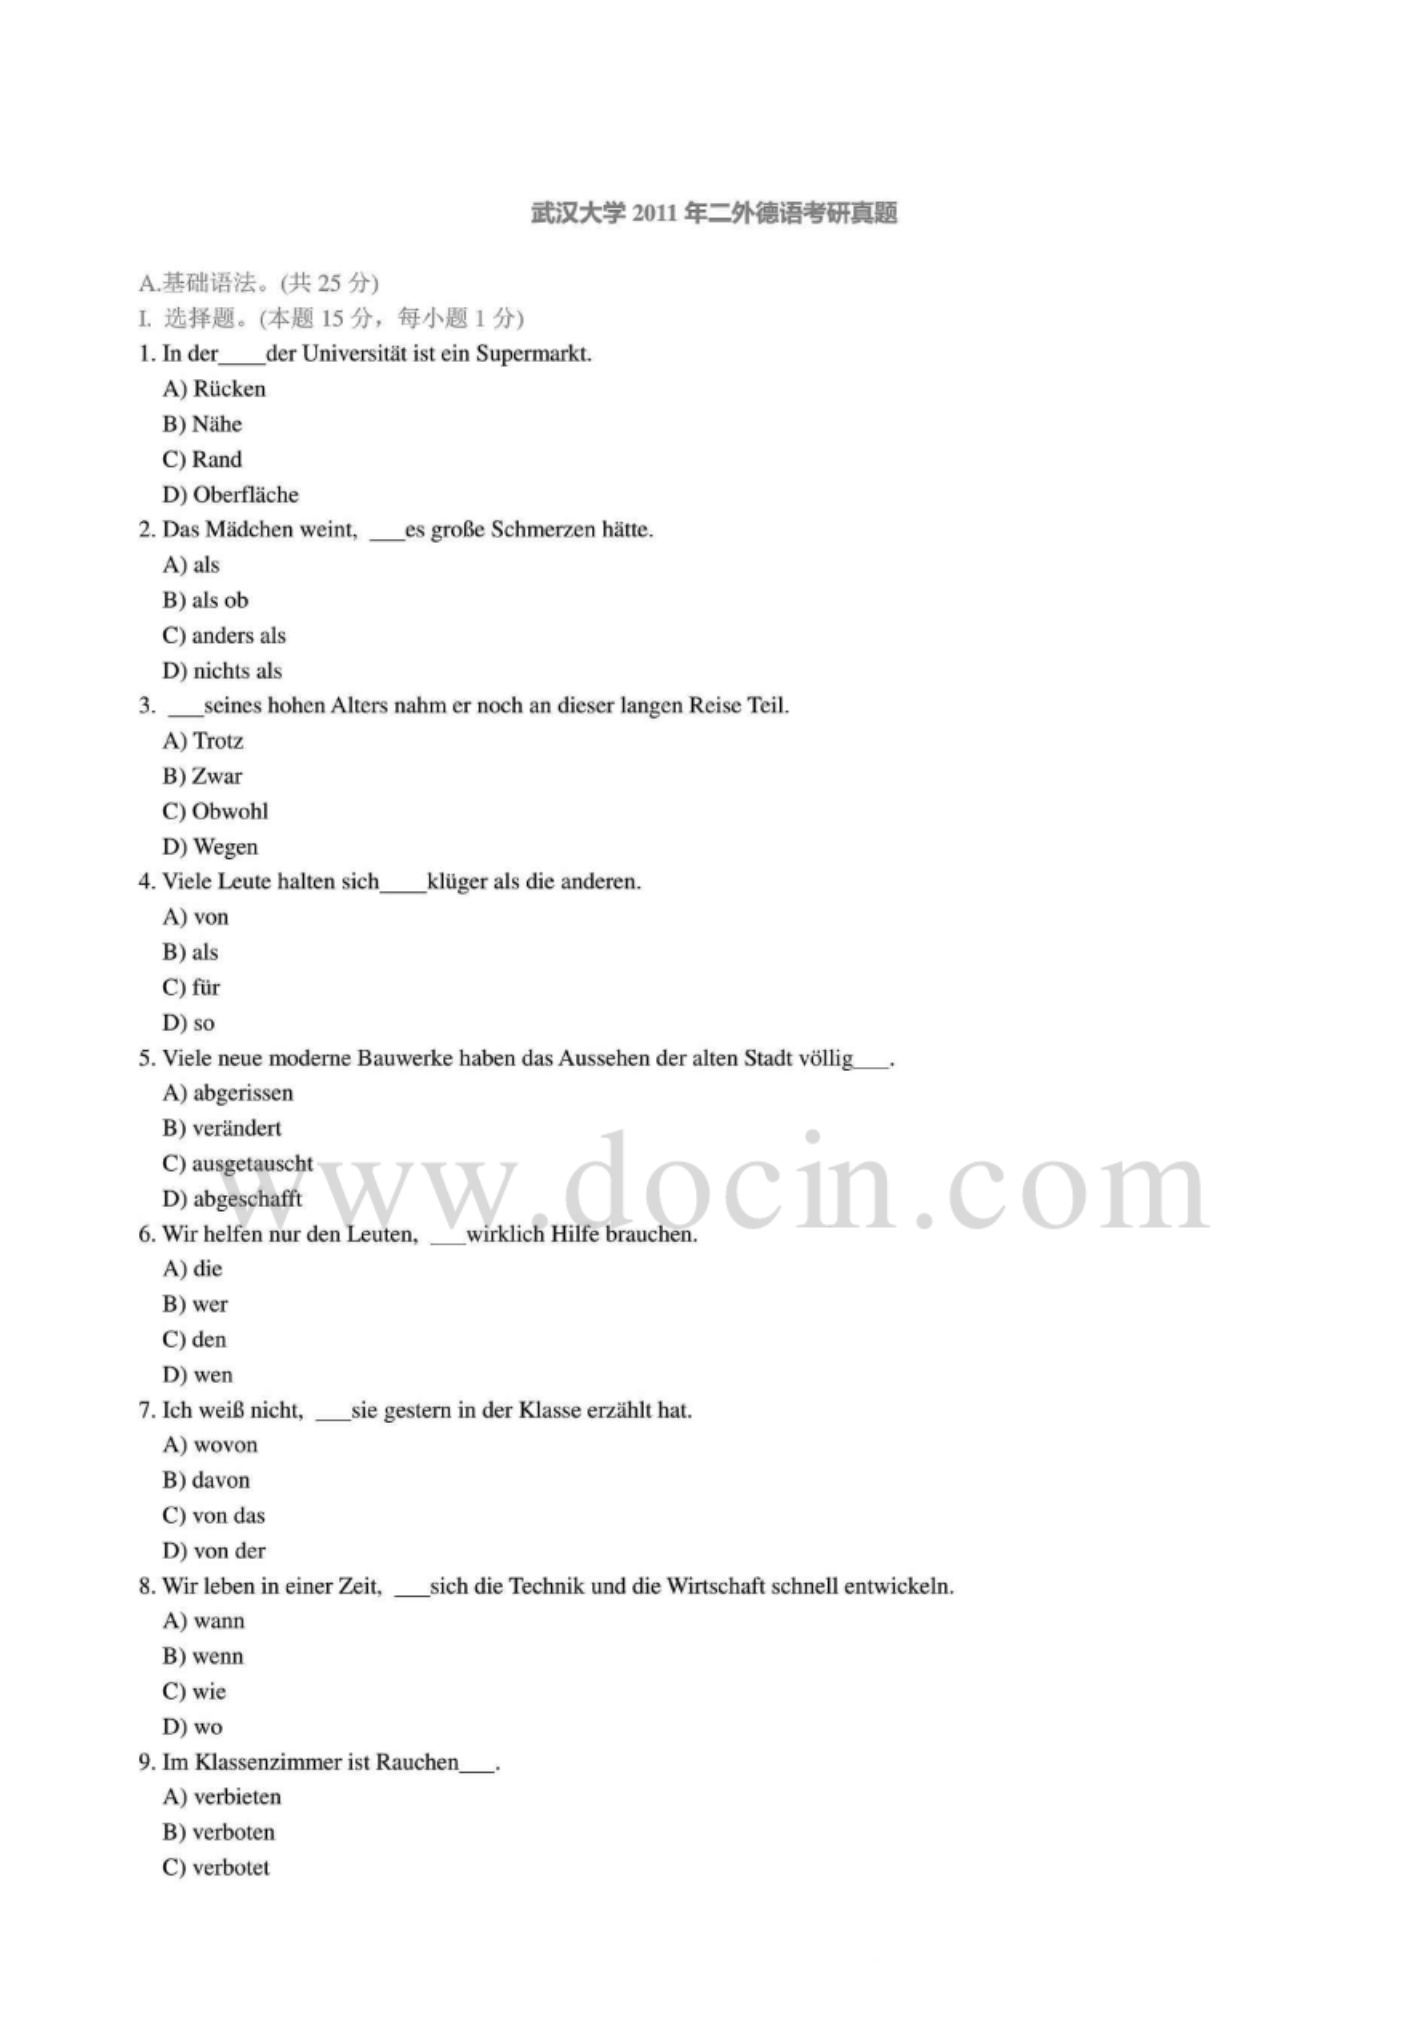 武汉大学 2011 年二外德语考研真题
A.基础语法。(共 25 分)
I. 选择题。(本题 15 分，每小题 1 分)
1. In der____der Universität ist ein Supermarkt.
A) Rücken
B) Nähe
C) Rand
D) Oberfläche
2. Das Mädchen weint, ___es große Schmerzen hätte.
A) als
B) als ob
C) anders als
D) nichts als
3. ___seines hohen Alters nahm er noch an dieser langen Reise Teil.
A) Trotz
B) Zwar
C) Obwohl
D) Wegen
4. Viele Leute halten sich____klüger als die anderen.
A) von
B) als
C) für
D) so
5. Viele neue moderne Bauwerke haben das Aussehen der alten Stadt völlig___.
A) abgerissen
B) verändert
C) ausgetauscht
D) abgeschafft
www.docin.com
6. Wir helfen nur den Leuten, ___wirklich Hilfe brauchen.
A) die
B) wer
C) den
D) wen
7. Ich weiß nicht, ___sie gestern in der Klasse erzählt hat.
A) wovon
B) davon
C) von das
D) von der
8. Wir leben in einer Zeit, ___sich die Technik und die Wirtschaft schnell entwickeln.
A) wann
B) wenn
C) wie
D) wo
9. Im Klassenzimmer ist Rauchen___.
A) verbieten
B) verboten
C) verbotet